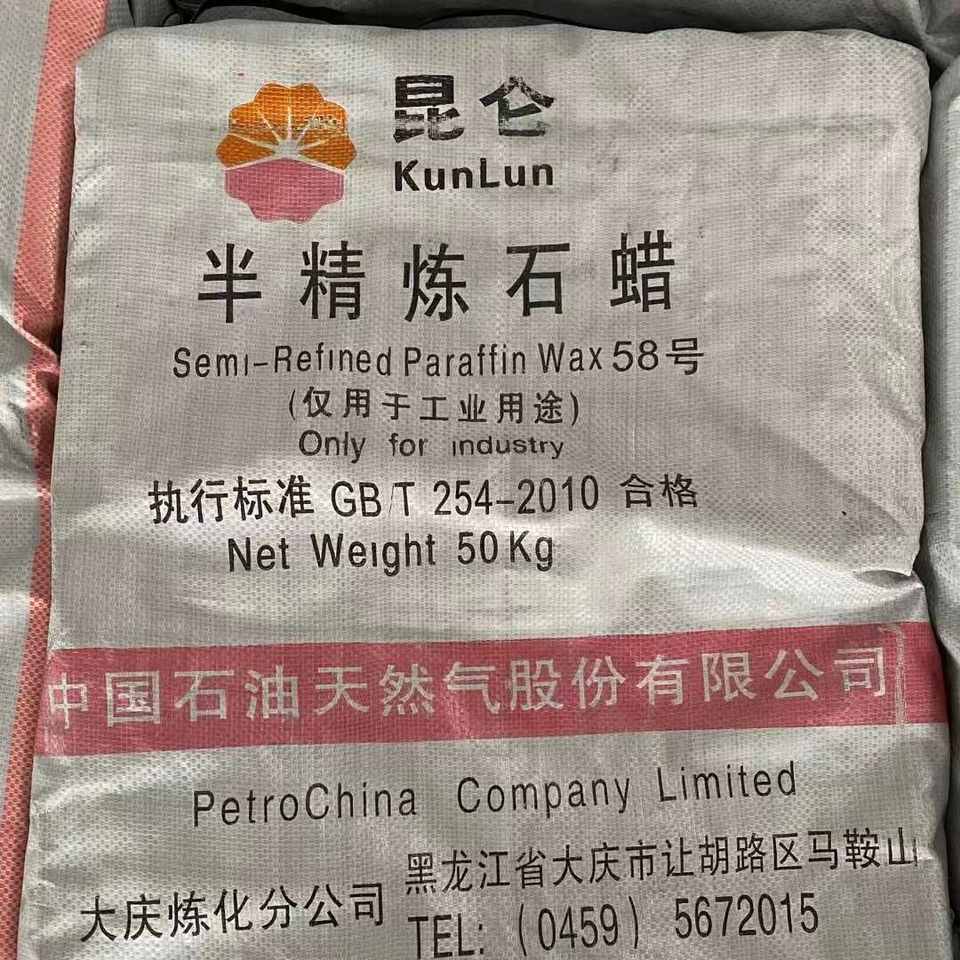 昆仑
KunLun
半精炼石蜡
Semi-Refined Paraffin Wax 58号
(仅用于工业用途)
Only for industry
执行标准 GB/T 254-2010 合格
Net Weight 50Kg
中国石油天然气股份有限公司
PetroChina Company Limited
大庆炼化分公司
黑龙江省大庆市让胡路区马鞍山
TEL: (0459) 5672015